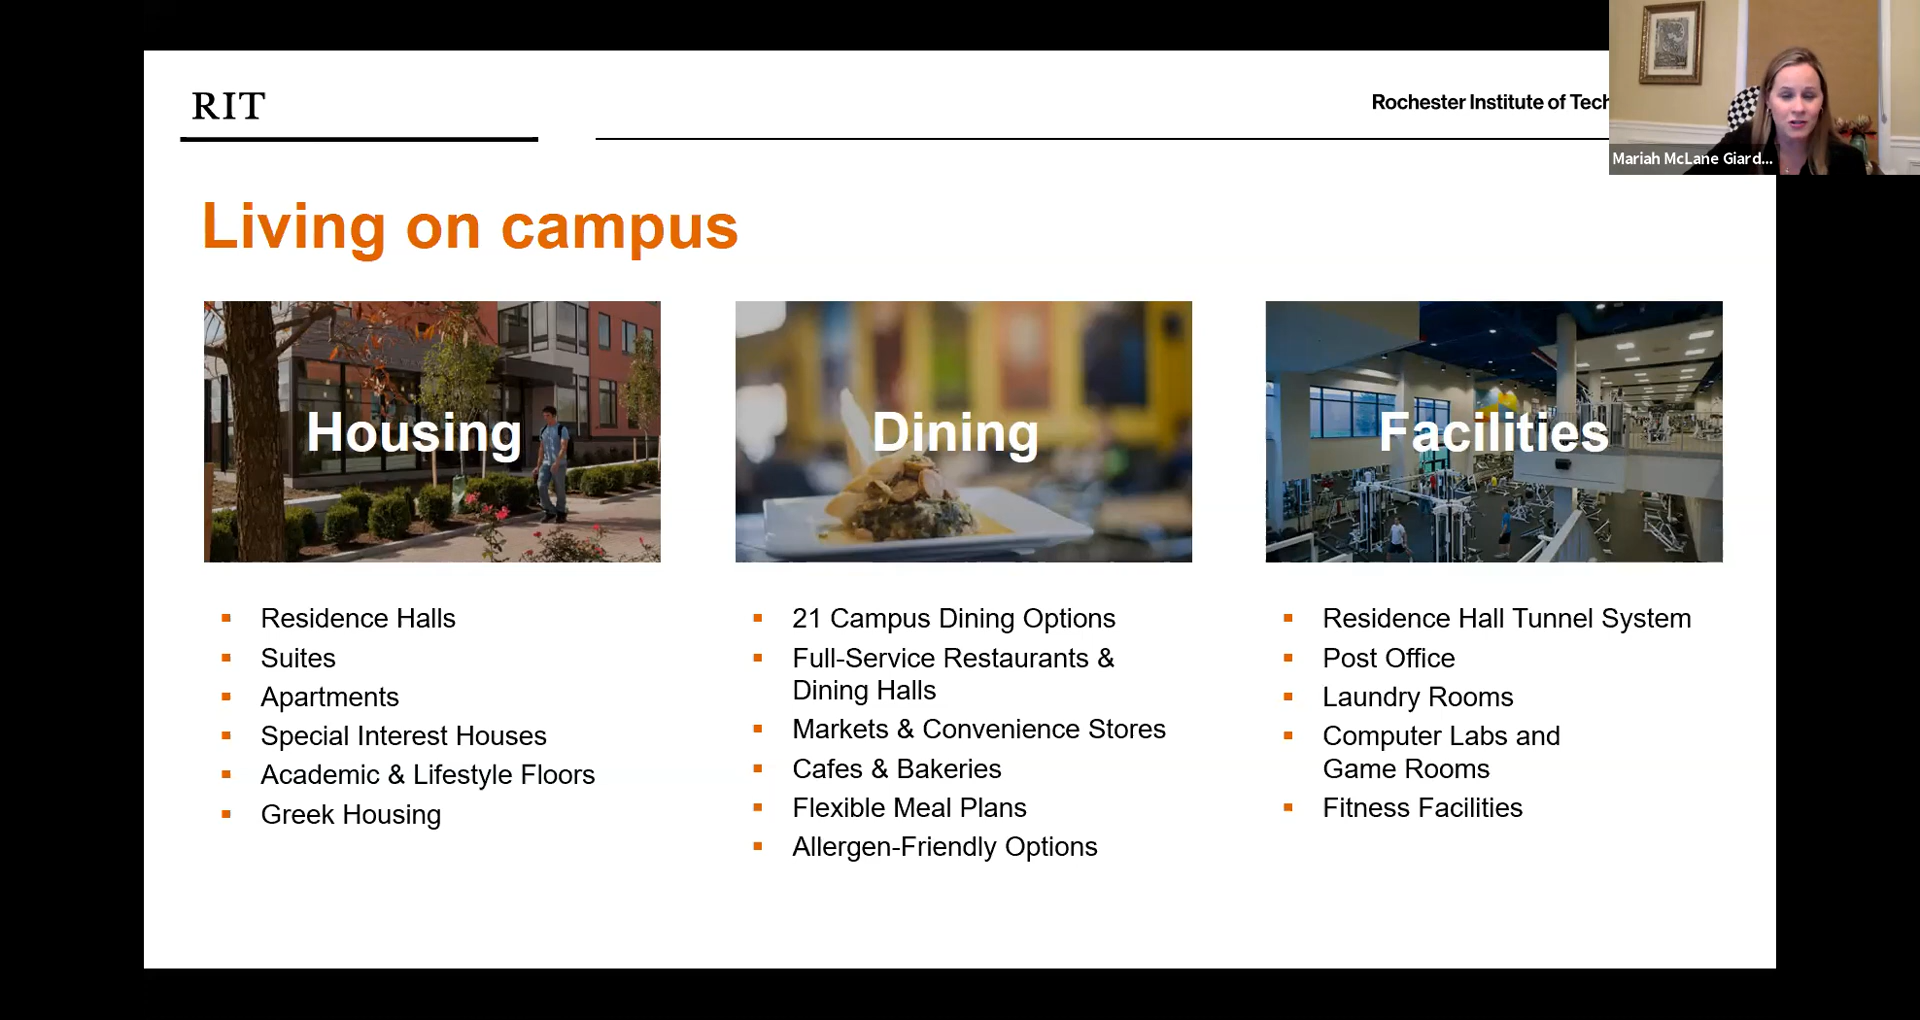 RIT
Rochester Institute of Tech
Mariah McLane Giard...
Living on campus
Housing
Dining
Facilities
▪ Residence Halls
▪ Suites
▪ Apartments
▪ Special Interest Houses
▪ Academic & Lifestyle Floors
▪ Greek Housing
▪ 21 Campus Dining Options
▪ Full-Service Restaurants &
Dining Halls
▪ Markets & Convenience Stores
▪ Cafes & Bakeries
▪ Flexible Meal Plans
▪ Allergen-Friendly Options
▪ Residence Hall Tunnel System
▪ Post Office
▪ Laundry Rooms
▪ Computer Labs and
Game Rooms
▪ Fitness Facilities